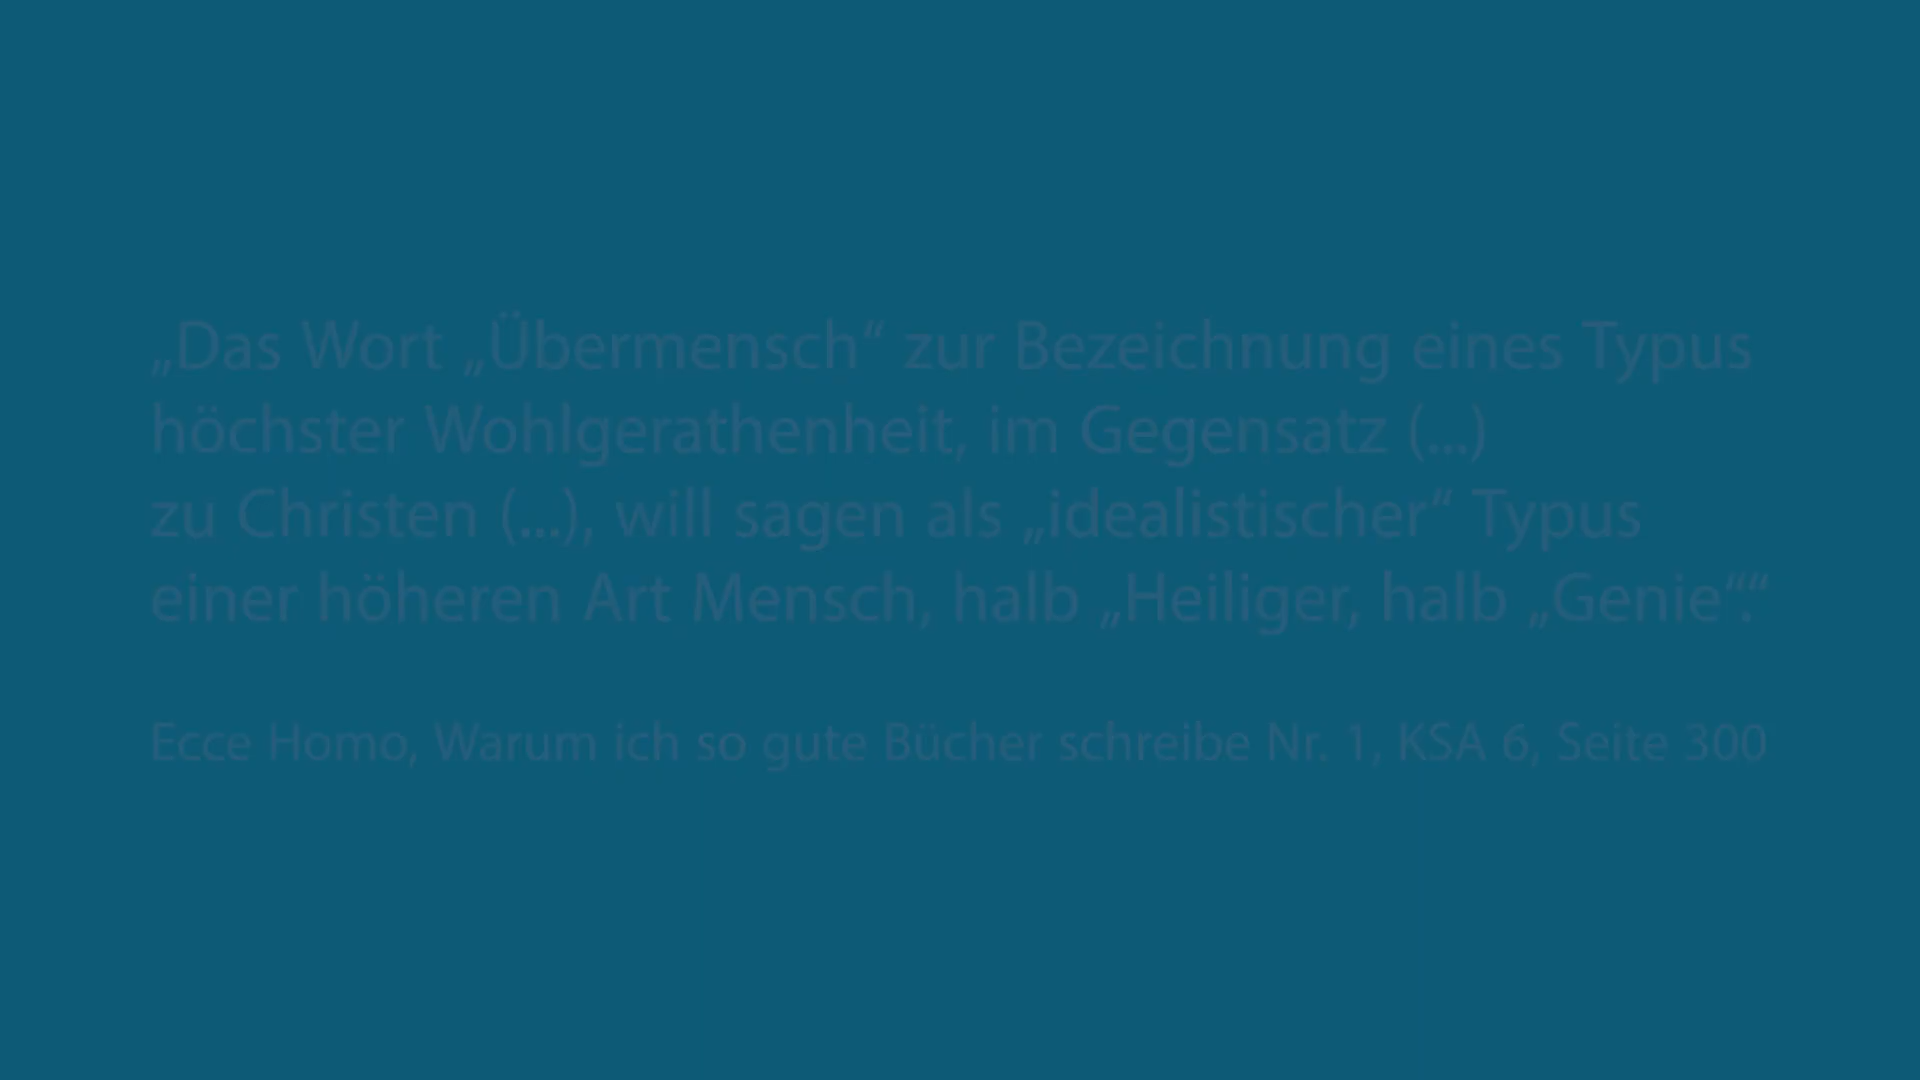 „Das Wort „Übermensch“ zur Bezeichnung eines Typus
höchster Wohlgerathenheit, im Gegensatz (...)
zu Christen (...), will sagen als „idealistischer“ Typus
einer höheren Art Mensch, halb „Heiliger, halb „Genie““.“
Ecce Homo, Warum ich so gute Bücher schreibe Nr. 1, KSA 6, Seite 300